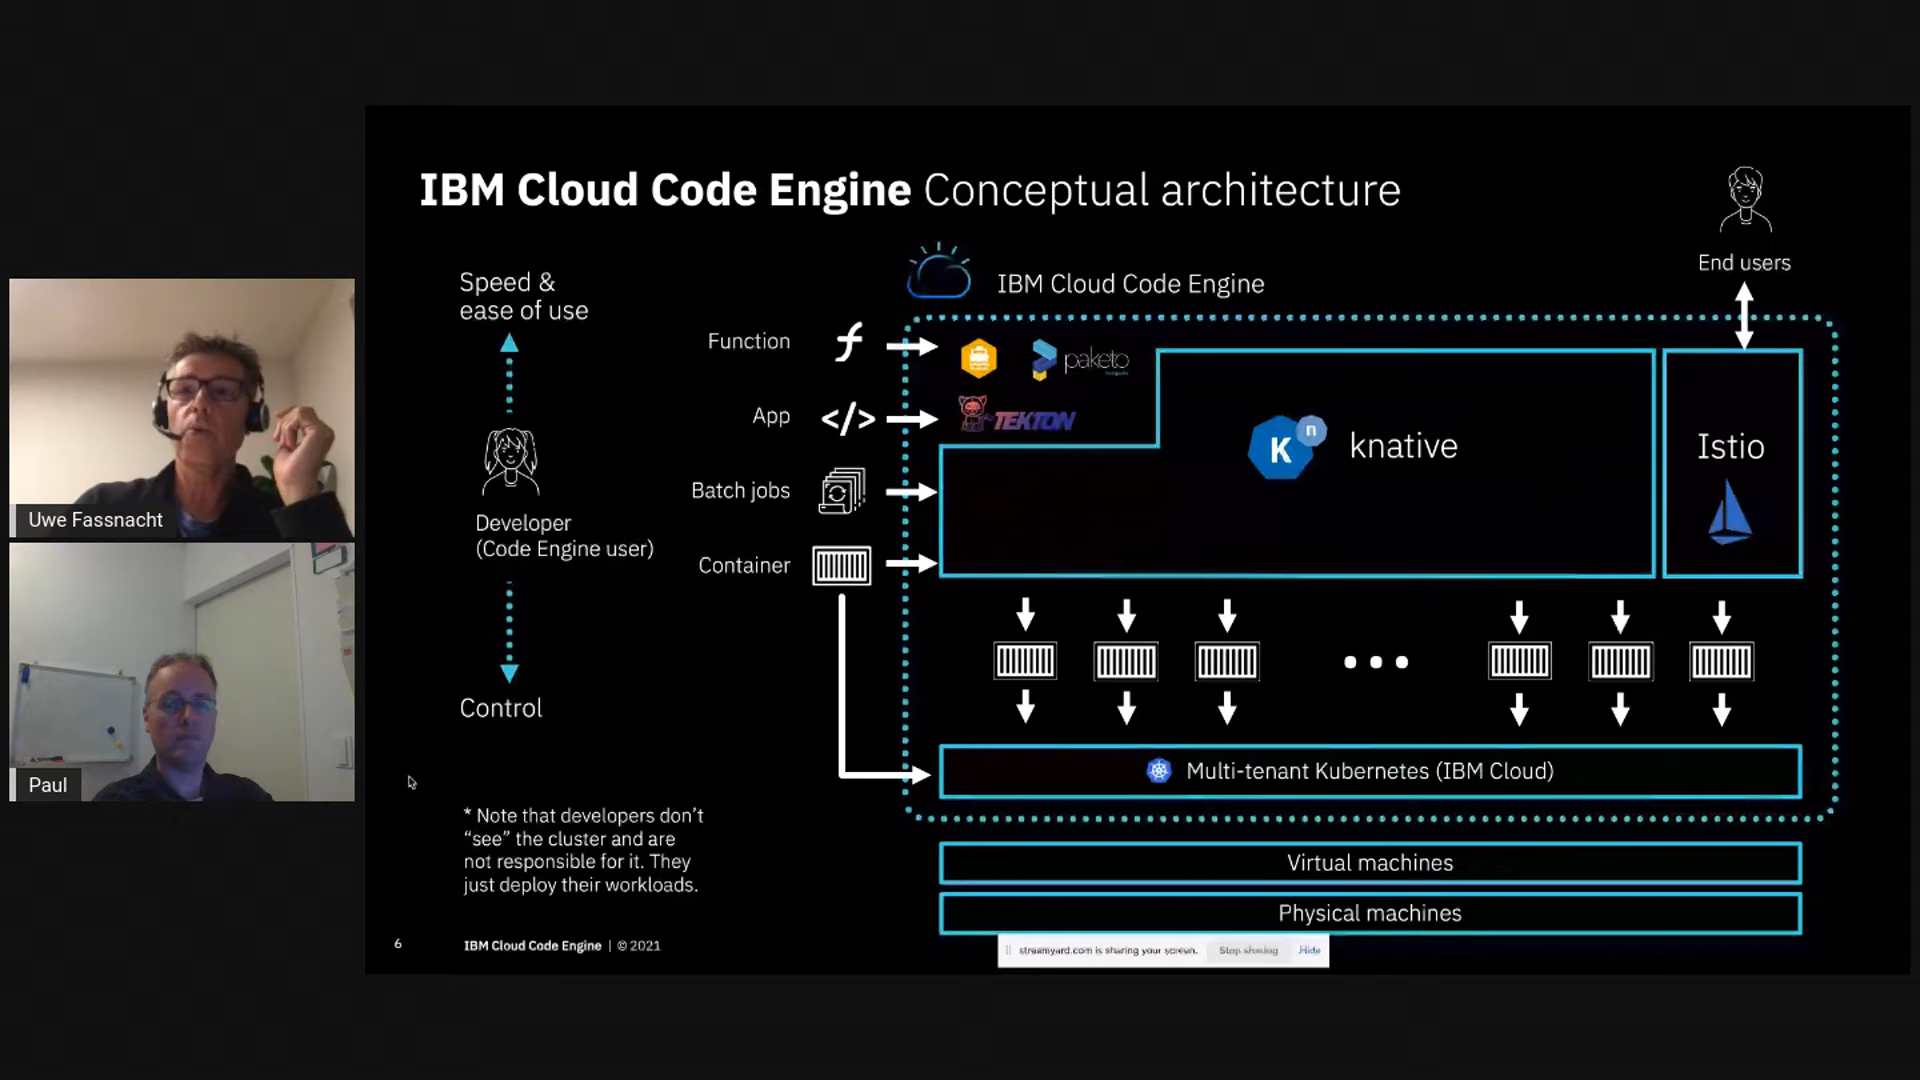 IBM Cloud Code Engine Conceptual architecture
End users
Speed &
ease of use
IBM Cloud Code Engine
Function
paketo
App
</>
TEKTON
K
n
knative
Istio
Batch jobs
Developer
(Code Engine user)
Container
Control
Multi-tenant Kubernetes (IBM Cloud)
* Note that developers don’t
“see” the cluster and are
not responsible for it. They
just deploy their workloads.
Virtual machines
Physical machines
6
IBM Cloud Code Engine | © 2021
streamyard.com is sharing your screen. Stop sharing Hide
Uwe Fassnacht
Paul